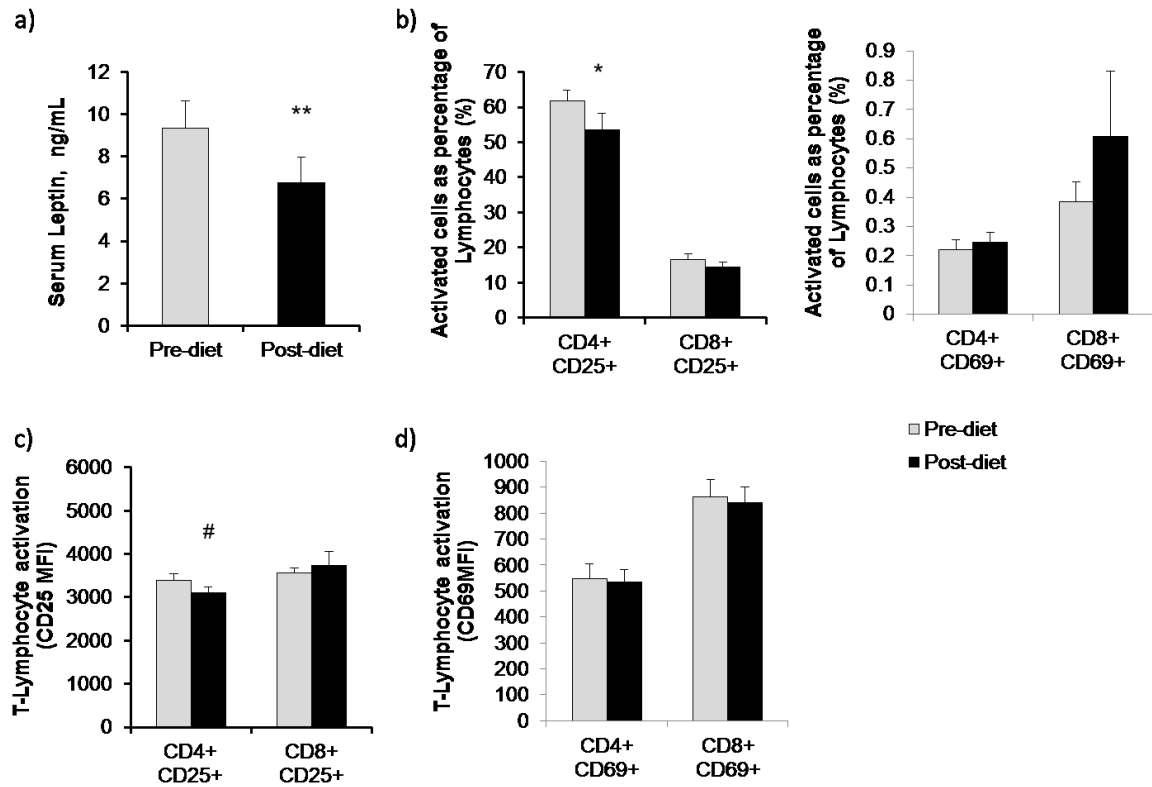 a)
Serum Leptin, ng/mL
12
10
8
6
4
2
0
**
Pre-diet
Post-diet
b)
Activated cells as percentage of
Lymphocytes (%)
70
60
50
40
30
20
10
0
*
CD4+
CD25+
CD8+
CD25+
Activated cells as percentage
of Lymphocytes (%)
0.9
0.8
0.7
0.6
0.5
0.4
0.3
0.2
0.1
0
CD4+
CD69+
CD8+
CD69+
Pre-diet
Post-diet
c)
T-Lymphocyte activation
(CD25 MFI)
6000
5000
4000
3000
2000
1000
0
#
CD4+
CD25+
CD8+
CD25+
d)
T-Lymphocyte activation
(CD69MFI)
1000
900
800
700
600
500
400
300
200
100
0
CD4+
CD69+
CD8+
CD69+